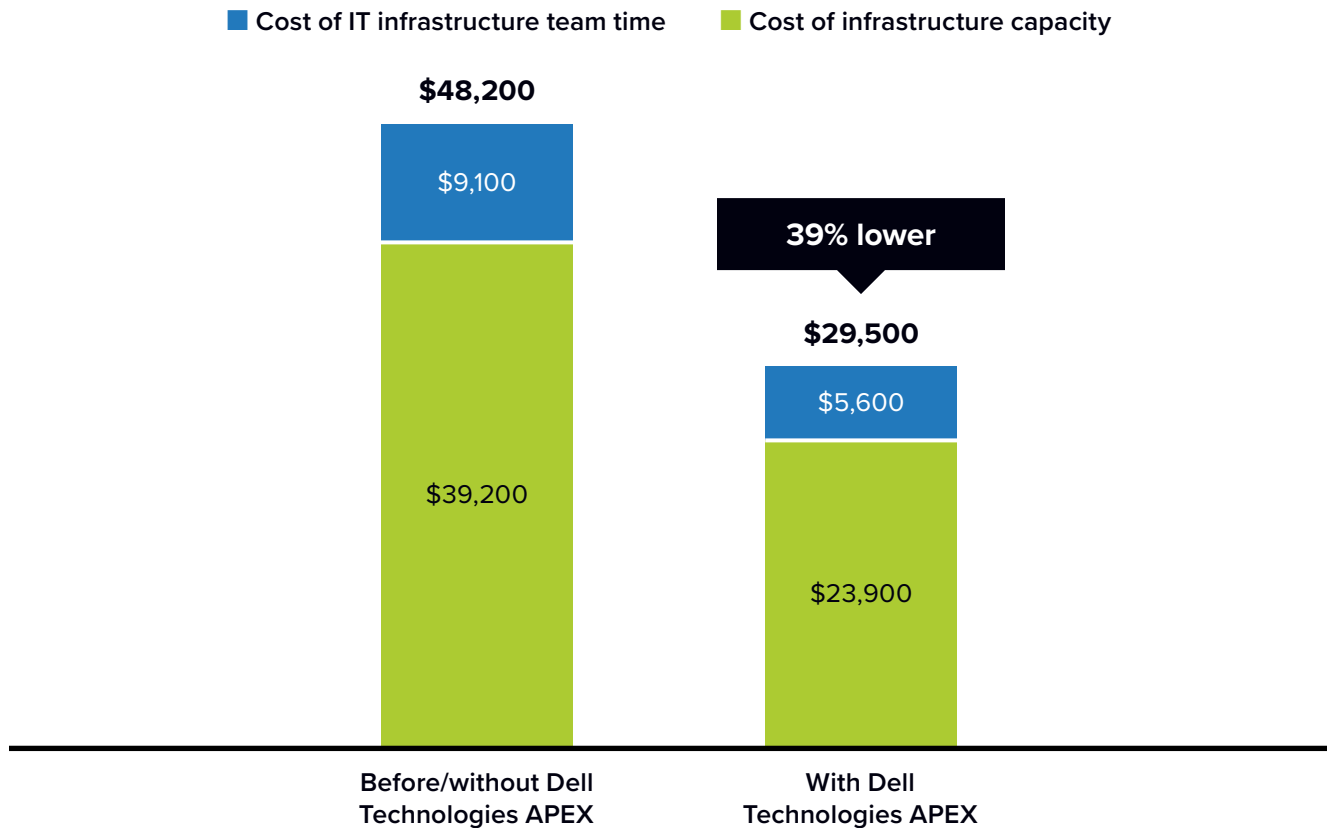 Cost of IT infrastructure team time
Cost of infrastructure capacity
$48,200
$9,100
$39,200
39% lower
$29,500
$5,600
$23,900
Before/without Dell
Technologies APEX
With Dell
Technologies APEX